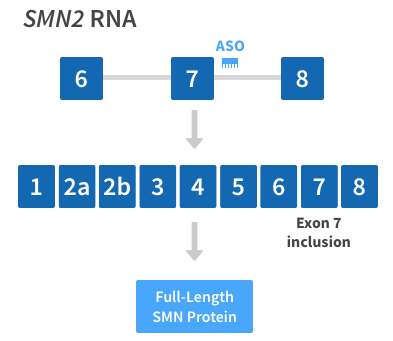 SMN2 RNA
ASO
6 7 8
1 2a 2b 3 4 5 6 7 8
Exon 7
inclusion
Full-Length
SMN Protein